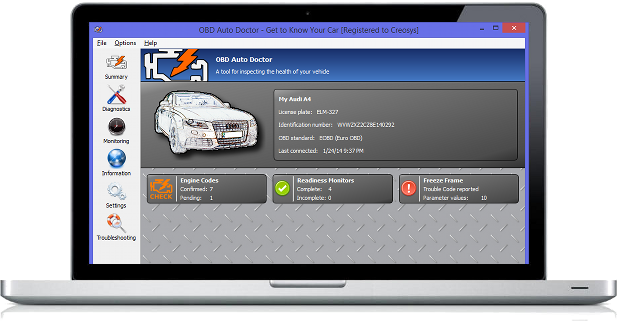 OBD Auto Doctor - Get to Know Your Car [Registered to Creosys]
File Options Help
OBD Auto Doctor
A tool for inspecting the health of your vehicle
Summary
Diagnostics
Monitoring
Information
Settings
Troubleshooting
My Audi A4
License plate: ELM-327
Identification number: WVWZXZ2CZ8E140292
OBD standard: EOBD (Euro OBD)
Last connected: 1/24/14 9:37 PM
CHECK
Engine Codes
Confirmed: 7
Pending: 1
Readiness Monitors
Complete: 4
Incomplete: 0
Freeze Frame
Trouble Code reported
Parameter values: 10